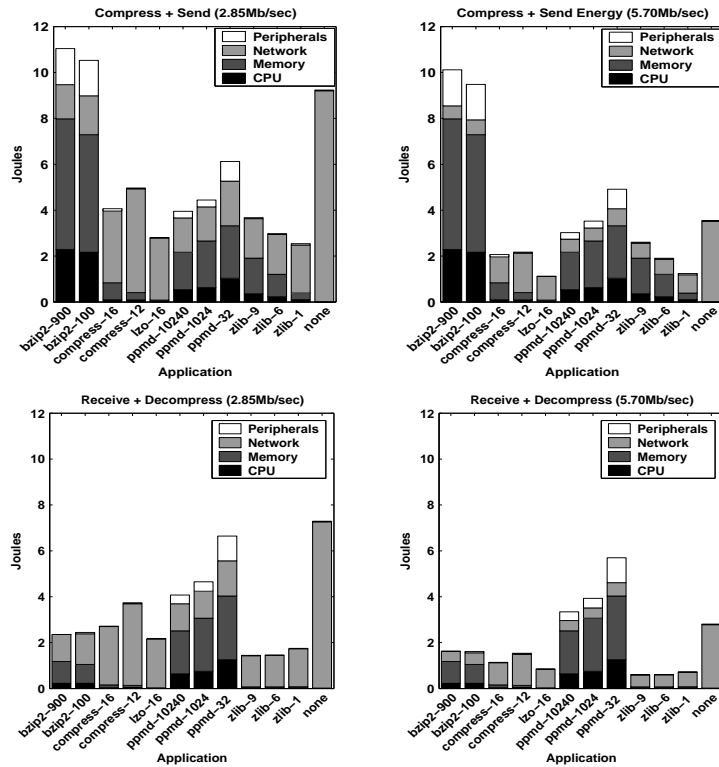 Compress + Send (2.85Mb/sec)
12
10
8
6
4
2
0
Joules
Peripherals
Network
Memory
CPU
bzip2–900
bzip2–100
compress–16
compress–12
lzo–16
ppmd–10240
ppmd–1024
ppmd–32
zlib–9
zlib–6
zlib–1
none
Application
Compress + Send Energy (5.70Mb/sec)
12
10
8
6
4
2
0
Joules
Peripherals
Network
Memory
CPU
bzip2–900
bzip2–100
compress–16
compress–12
lzo–16
ppmd–10240
ppmd–1024
ppmd–32
zlib–9
zlib–6
zlib–1
none
Application
Receive + Decompress (2.85Mb/sec)
12
10
8
6
4
2
0
Joules
Peripherals
Network
Memory
CPU
bzip2–900
bzip2–100
compress–16
compress–12
lzo–16
ppmd–10240
ppmd–1024
ppmd–32
zlib–9
zlib–6
zlib–1
none
Application
Receive + Decompress (5.70Mb/sec)
12
10
8
6
4
2
0
Joules
Peripherals
Network
Memory
CPU
bzip2–900
bzip2–100
compress–16
compress–12
lzo–16
ppmd–10240
ppmd–1024
ppmd–32
zlib–9
zlib–6
zlib–1
none
Application